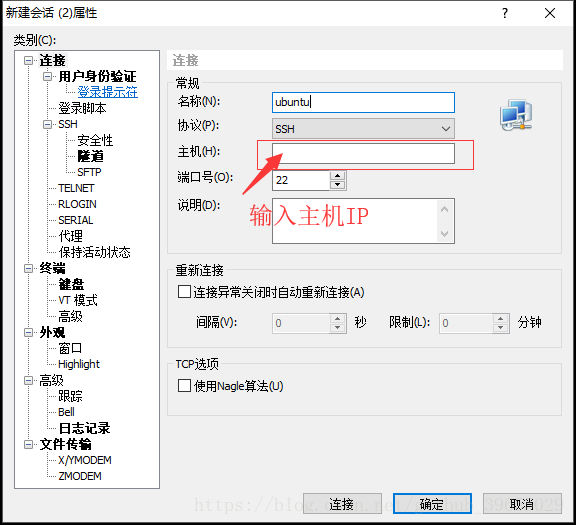 新建会话 (2)属性
类别(C):
连接
用户身份验证
登录提示符
登录脚本
SSH
安全性
隧道
SFTP
TELNET
RLOGIN
SERIAL
代理
保持活动状态
终端
键盘
VT 模式
高级
外观
窗口
Highlight
高级
跟踪
Bell
日志记录
文件传输
X/YMODEM
ZMODEM
连接
常规
名称(N):
ubuntu
协议(P):
SSH
主机(H):
端口号(O):
22
输入主机IP
说明(D):
重新连接
连接异常关闭时自动重新连接(A)
间隔(V):
0
秒
限制(L):
0
分钟
TCP选项
使用Nagle算法(U)
连接
确定
取消